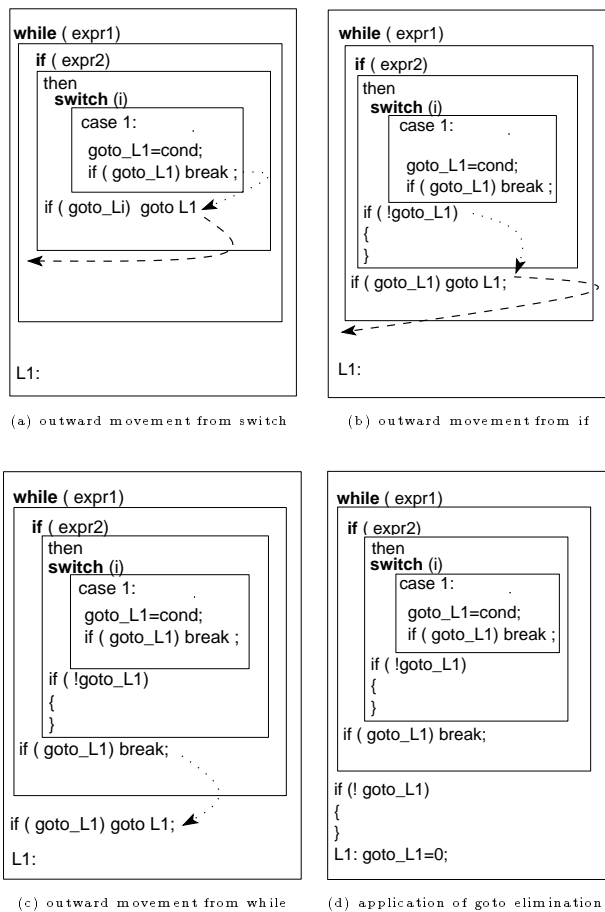 while ( expr1)
if ( expr2)
then
switch (i)
case 1:
goto_L1=cond;
if ( goto_L1) break ;
if ( goto_Li) goto L1
L1:
(a) outward movement from switch
while ( expr1)
if ( expr2)
then
switch (i)
case 1:
goto_L1=cond;
if ( goto_L1) break ;
if ( !goto_L1)
{
}
if ( goto_L1) goto L1;
L1:
(b) outward movement from if
while ( expr1)
if ( expr2)
then
switch (i)
case 1:
goto_L1=cond;
if ( goto_L1) break ;
if ( !goto_L1)
{
}
if ( goto_L1) break;
if ( goto_L1) goto L1;
L1:
(c) outward movement from while
while ( expr1)
if ( expr2)
then
switch (i)
case 1:
goto_L1=cond;
if ( goto_L1) break ;
if ( !goto_L1)
{
}
if ( goto_L1) break;
if (! goto_L1)
{
}
L1: goto_L1=0;
(d) application of goto elimination